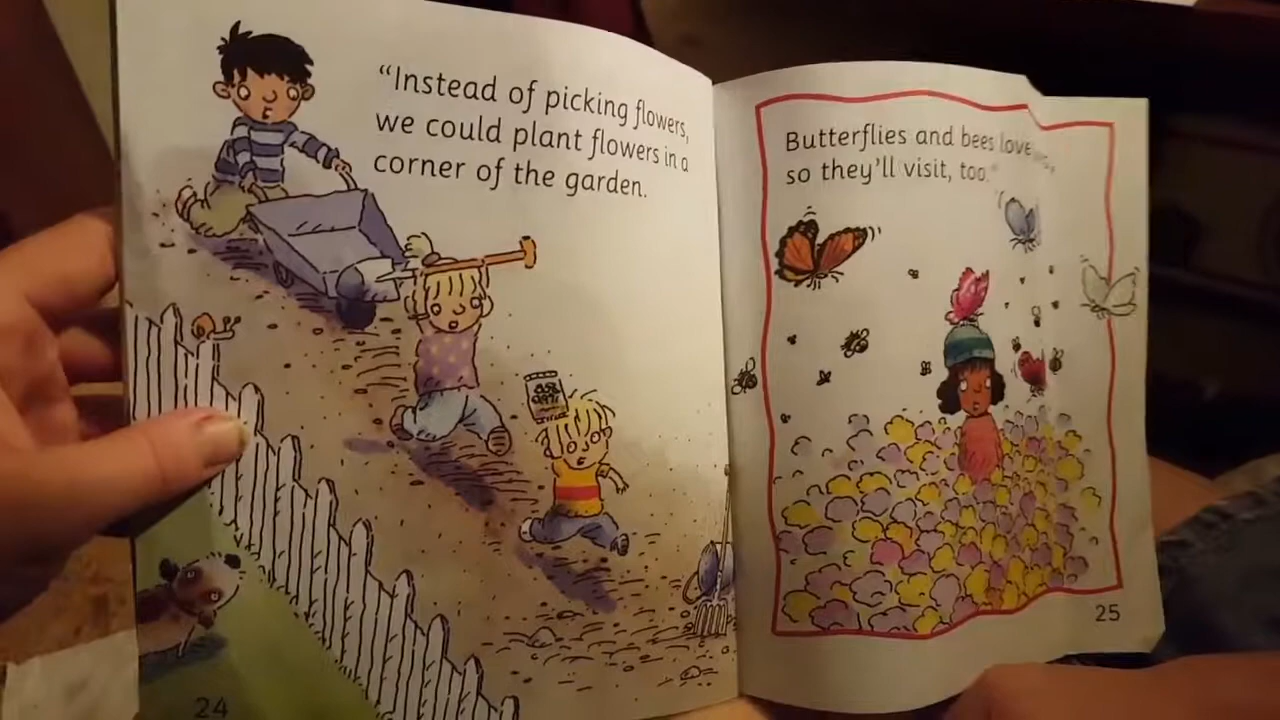 “Instead of picking flowers,
we could plant flowers in a
corner of the garden.
24
Butterflies and bees love
so they’ll visit, too.”
25